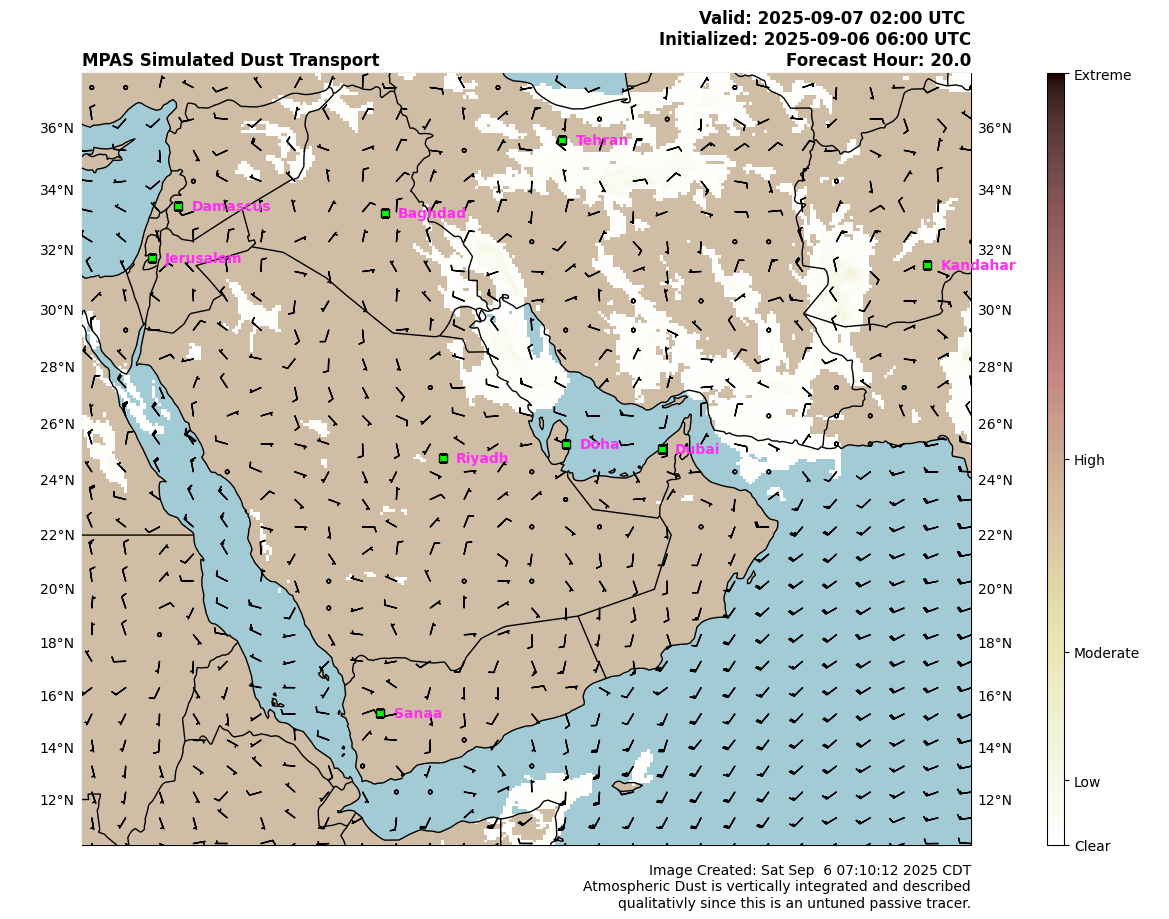 Valid: 2025-09-07 02:00 UTC
Initialized: 2025-09-06 06:00 UTC
MPAS Simulated Dust Transport Forecast Hour: 20.0
Extreme
36°N Tehran 36°N
34°N Damascus Baghdad 34°N
32°N Jerusalem Kandahar 32°N
30°N 30°N
28°N 28°N
26°N 26°N
Riyadh Doha Dubai High
24°N 24°N
22°N 22°N
20°N 20°N
18°N 18°N
Moderate
16°N 16°N
Sanaa
14°N 14°N
Low
12°N 12°N
Clear
Image Created: Sat Sep  6 07:10:12 2025 CDT
Atmospheric Dust is vertically integrated and described
qualitativly since this is an untuned passive tracer.